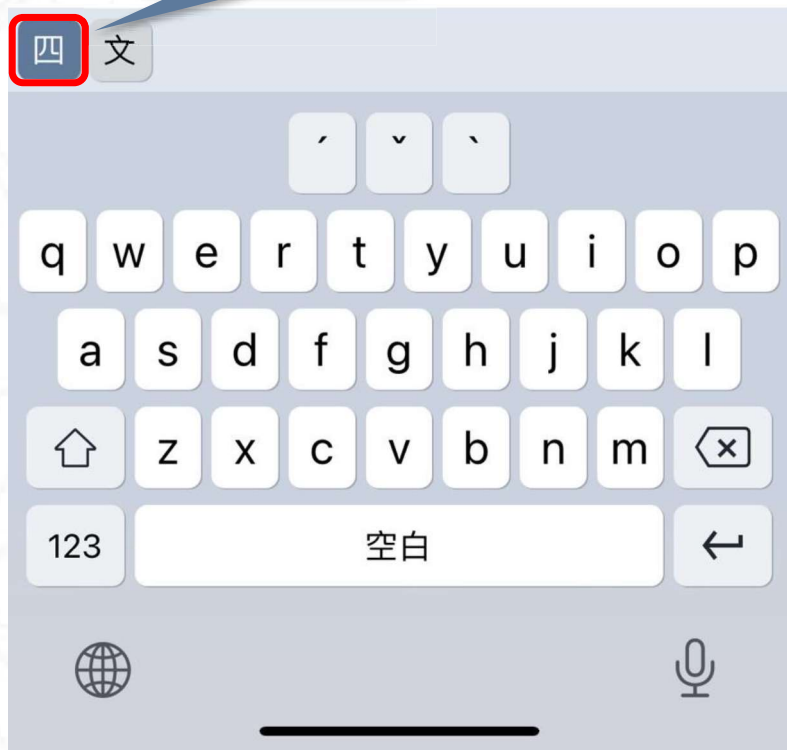 四 文
ˊ ˇ ˋ
q w e r t y u i o p
a s d f g h j k l
z x c v b n m
123 空白